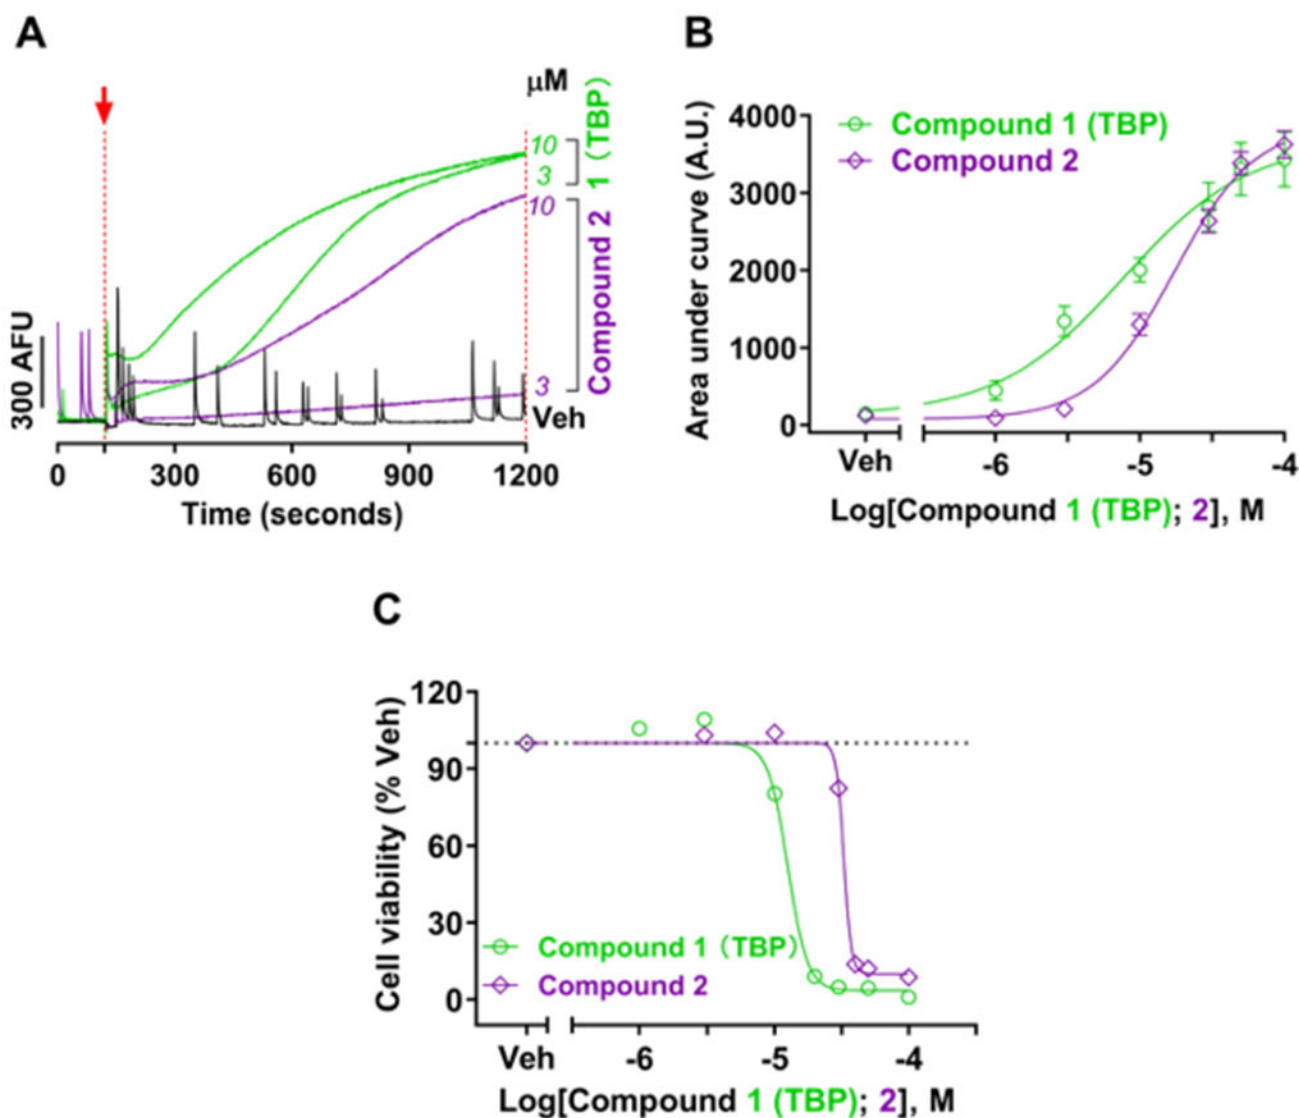 A
μM
10
3
1 (TBP)
10
3
Compound 2
Veh
300 AFU
0 300 600 900 1200
Time (seconds)
B
Compound 1 (TBP)
Compound 2
Area under curve (A.U.)
4000
3000
2000
1000
0
Veh -6 -5 -4
Log[Compound 1 (TBP); 2], M
C
Cell viability (% Veh)
120
90
60
30
0
Compound 1 (TBP)
Compound 2
Veh -6 -5 -4
Log[Compound 1 (TBP); 2], M